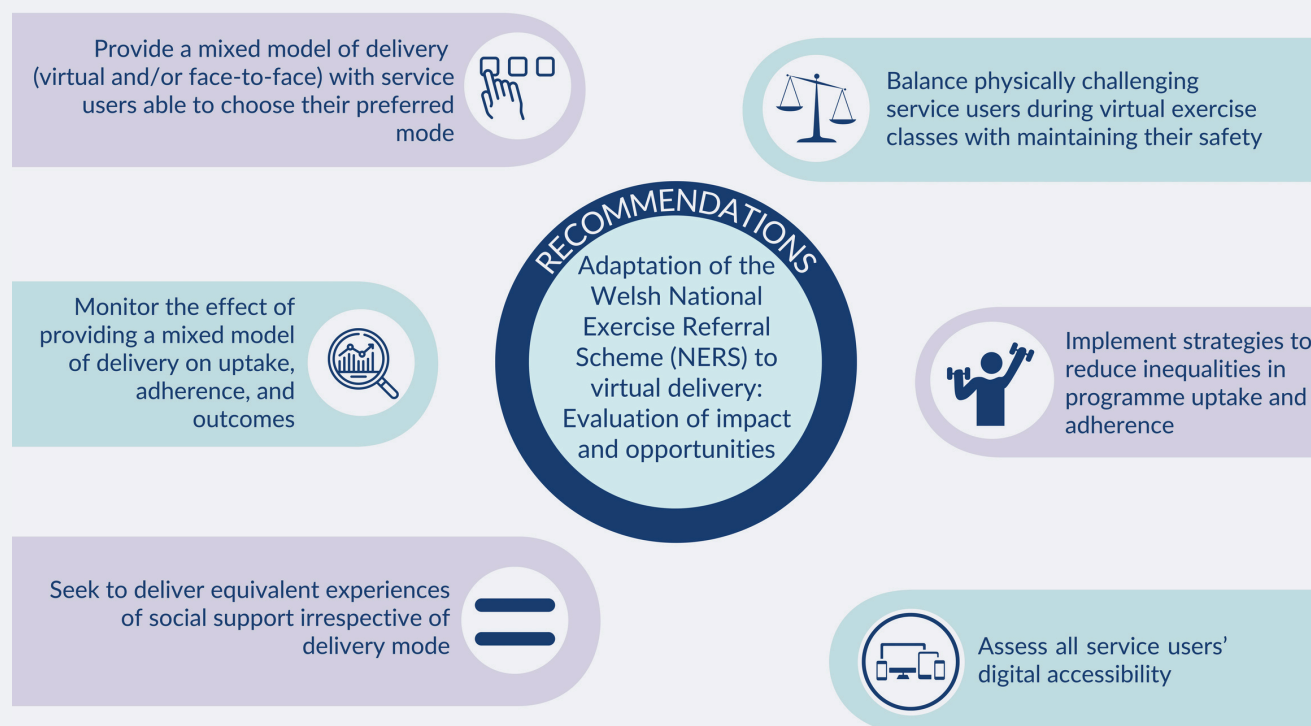 Provide a mixed model of delivery
(virtual and/or face-to-face) with service
users able to choose their preferred
mode
Balance physically challenging
service users during virtual exercise
classes with maintaining their safety
RECOMMENDATIONS
Adaptation of the
Welsh National
Exercise Referral
Scheme (NERS) to
virtual delivery:
Evaluation of impact
and opportunities
Monitor the effect of
providing a mixed model
of delivery on uptake,
adherence, and
outcomes
Implement strategies to
reduce inequalities in
programme uptake and
adherence
Seek to deliver equivalent experiences
of social support irrespective of
delivery mode
Assess all service users’
digital accessibility